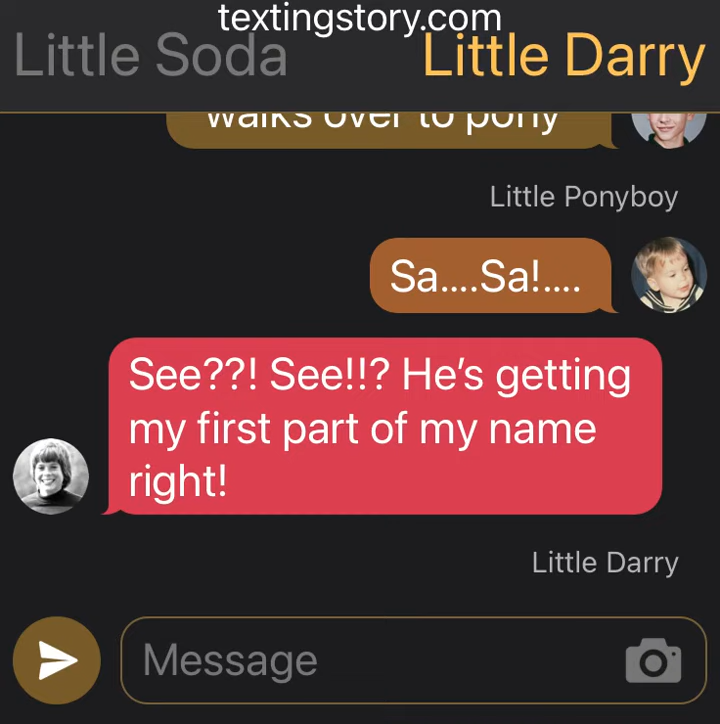 textingstory.com
Little Soda
Little Darry
walks over to pony
Little Ponyboy
Sa....Sa!....
See??! See!!? He’s getting
my first part of my name
right!
Little Darry
Message